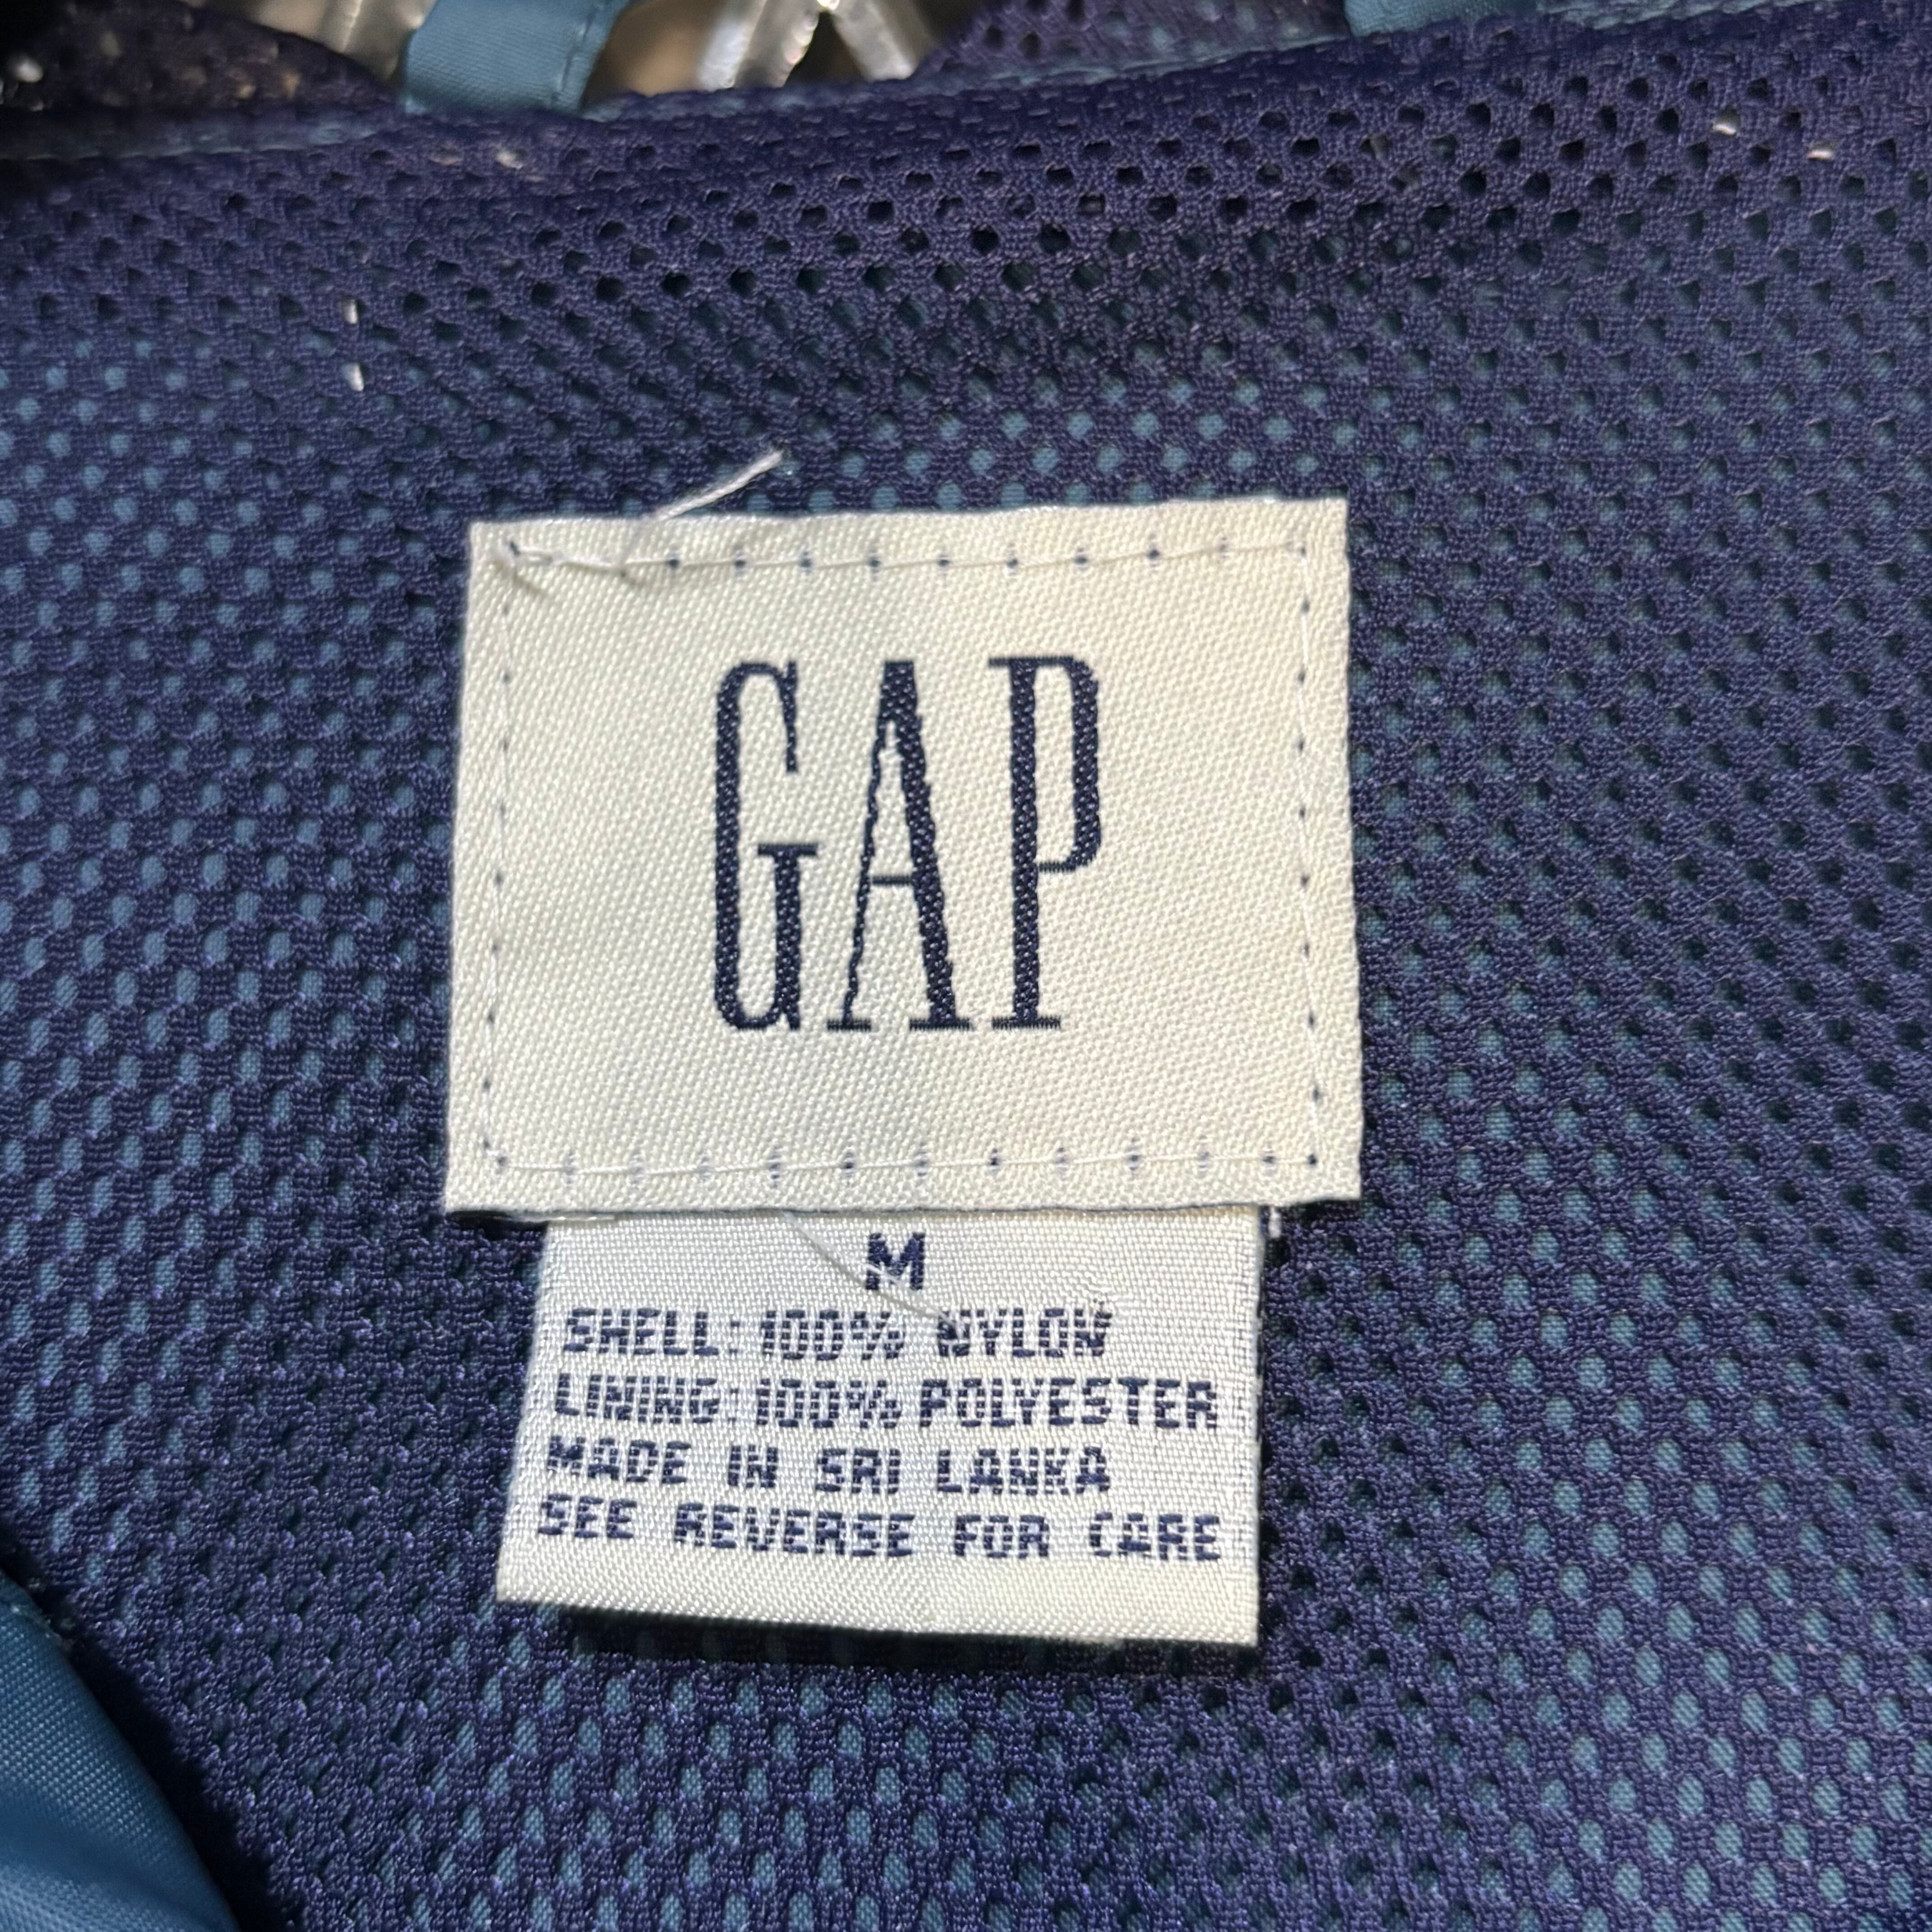 GAP
M
SHELL: 100% NYLON
LINING: 100% POLYESTER
MADE IN SRI LANKA
SEE REVERSE FOR CARE